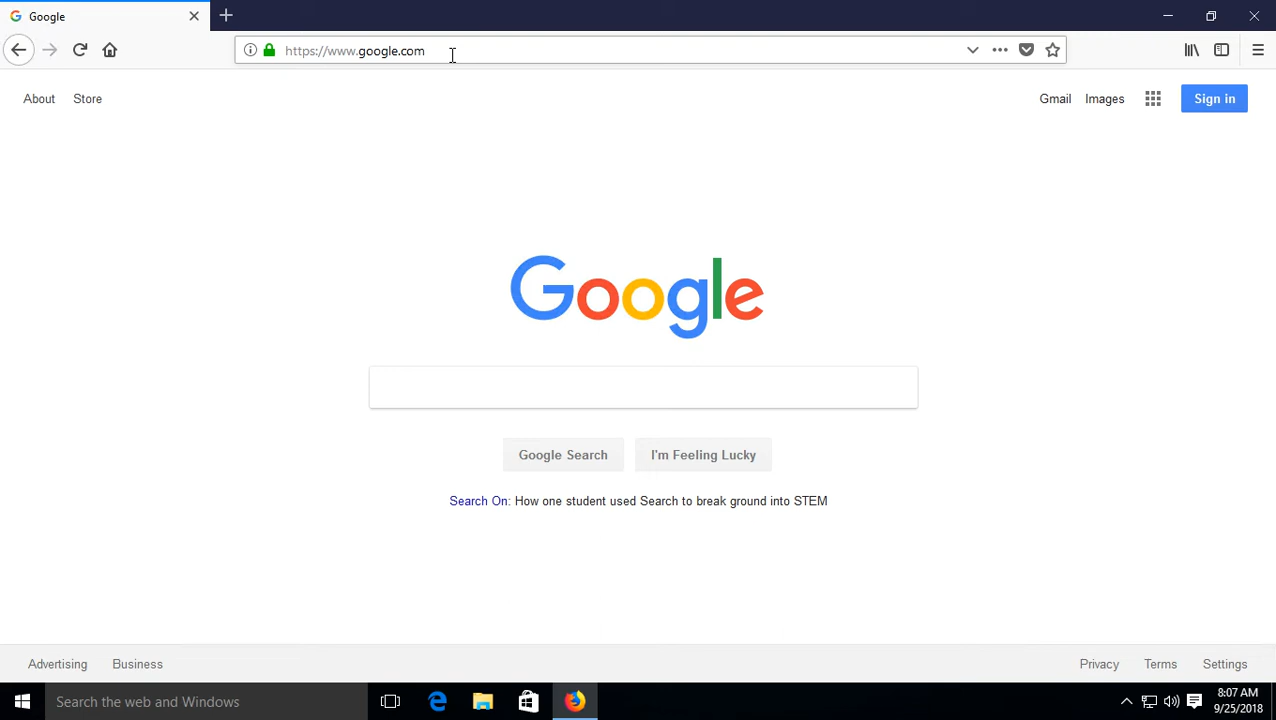 Google
https://www.google.com
About Store Gmail Images Sign in
Google
Google Search I'm Feeling Lucky
Search On: How one student used Search to break ground into STEM
Advertising Business Privacy Terms Settings
Search the web and Windows
8:07 AM
9/25/2018